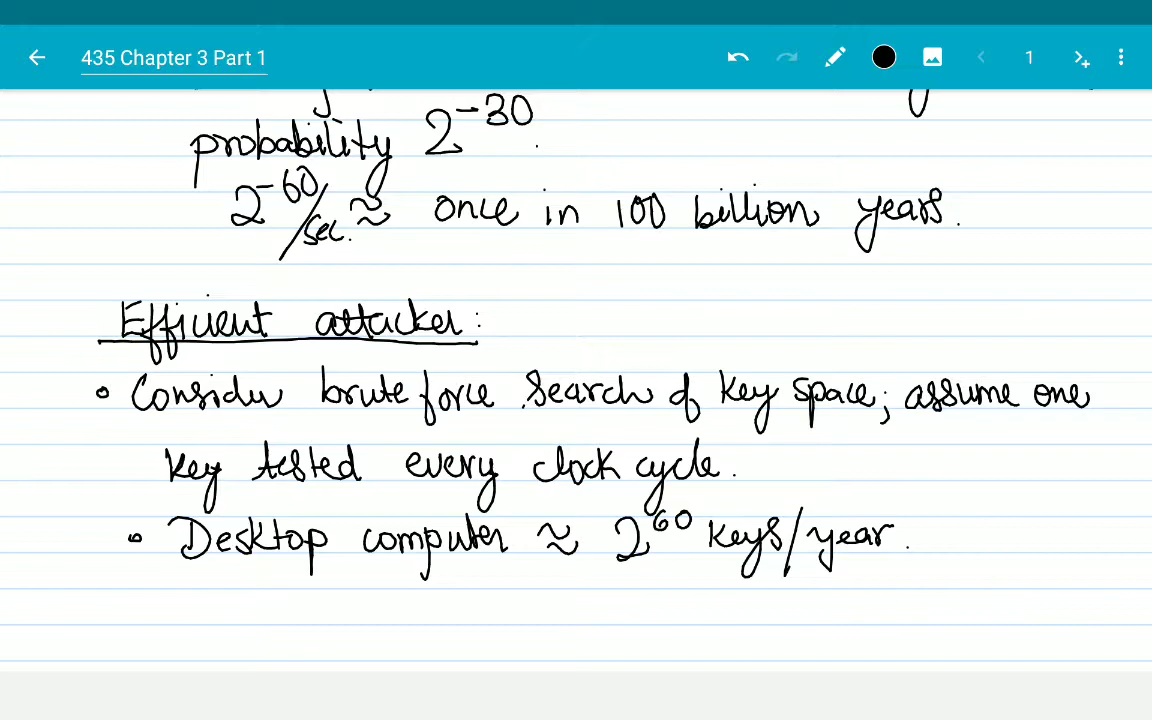 435 Chapter 3 Part 1
1
probability 2^-30.
2^-60/sec. ≈ once in 100 billion years.
Efficient attacker:
• Consider brute force search of key space; assume one
key tested every clock cycle.
• Desktop computer ≈ 2^60 keys/year.